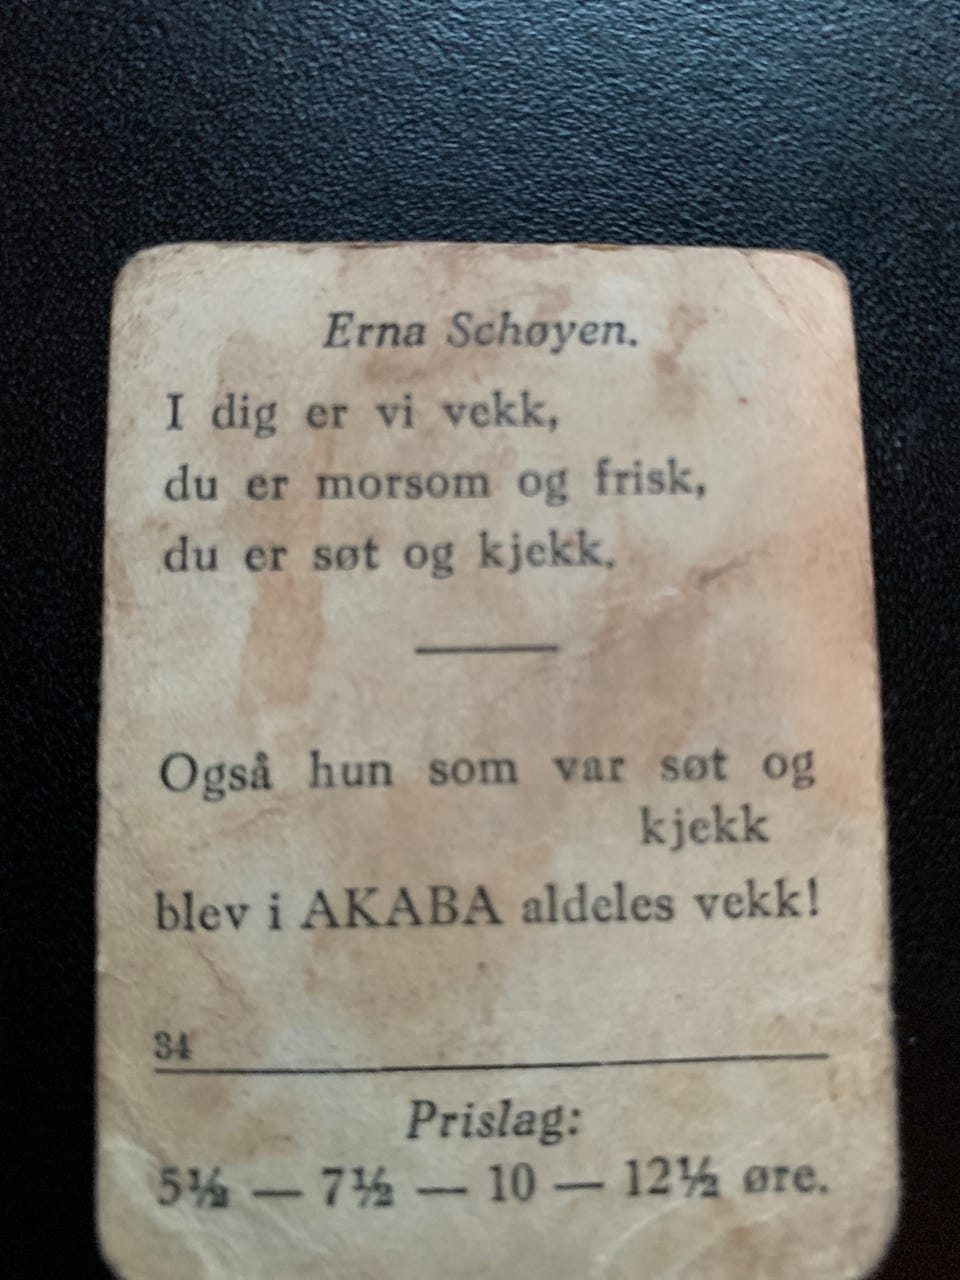 Erna Schøyen.
I dig er vi vekk,
du er morsom og frisk,
du er søt og kjekk.
Også hun som var søt og
kjekk
blev i AKABA aldeles vekk!
34
Prislag:
5½ — 7½ — 10 — 12½ øre.